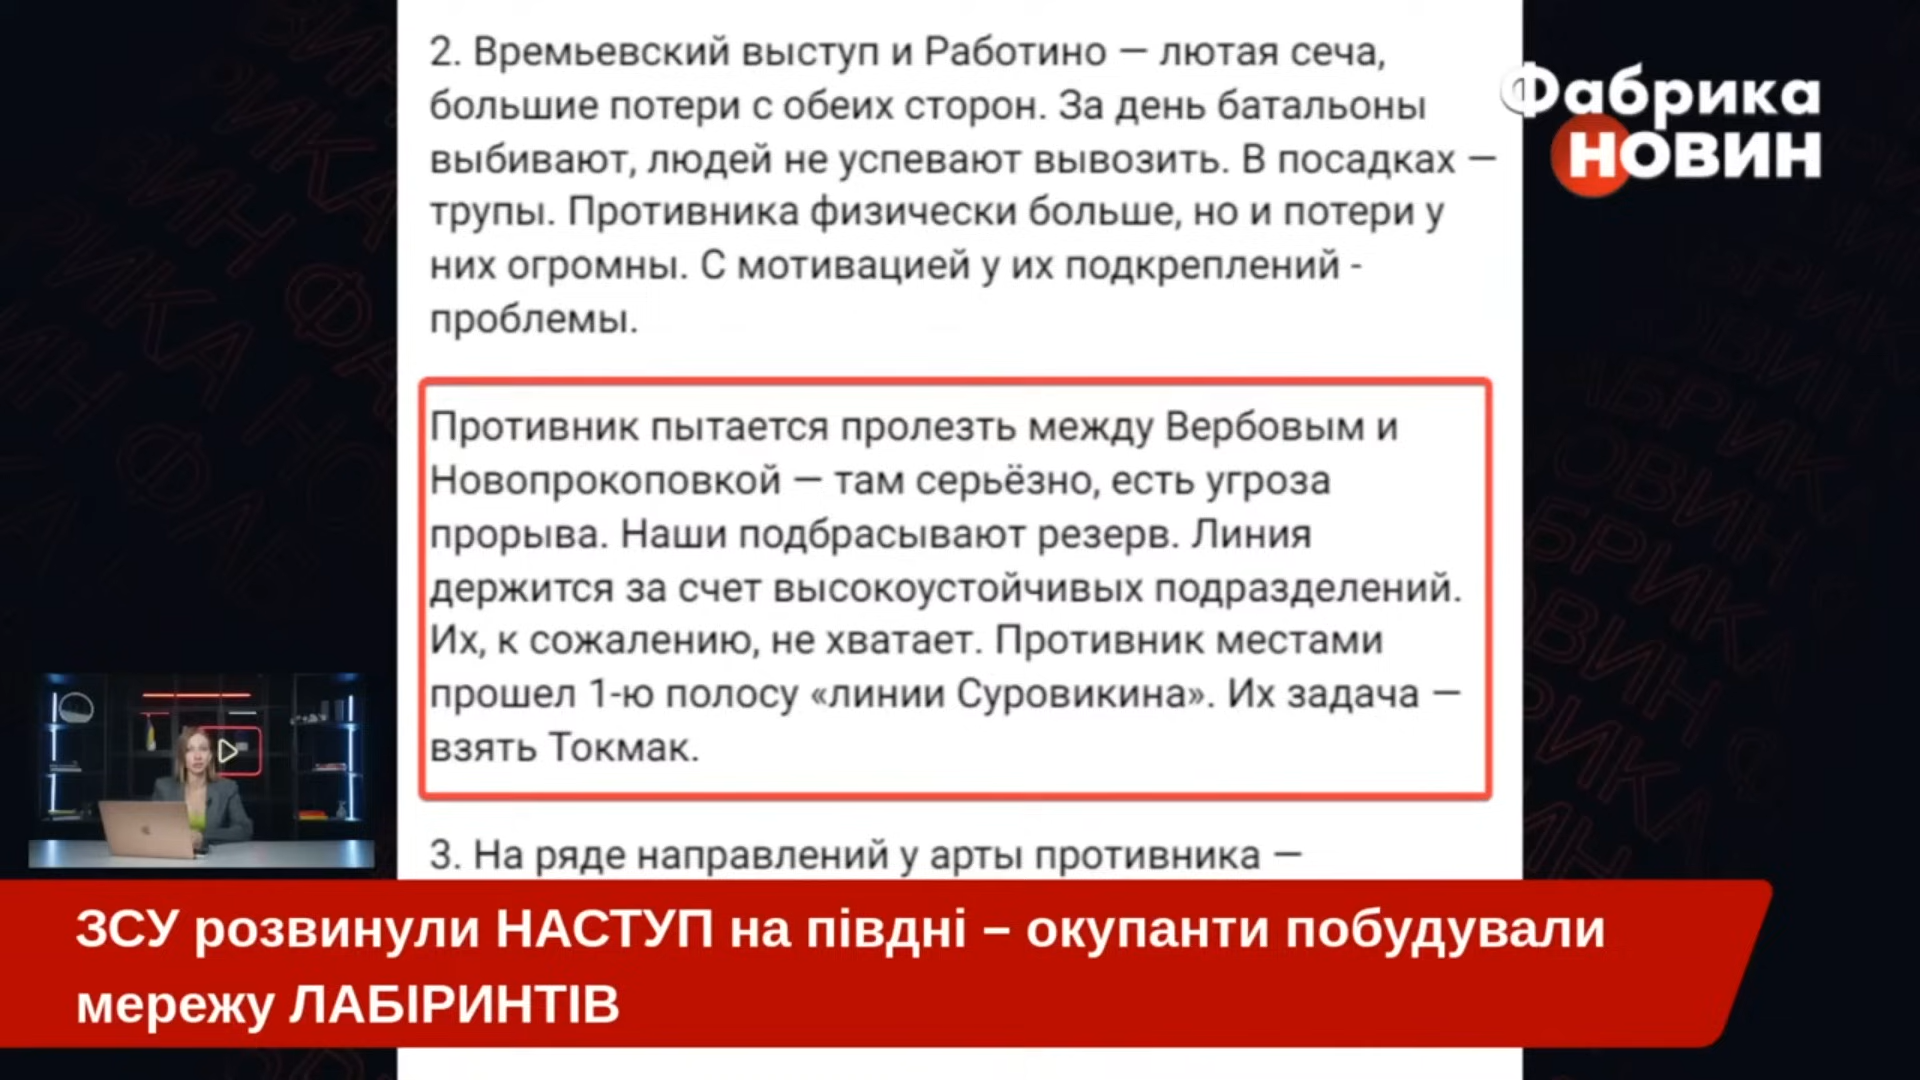 2. Времьевский выступ и Работино — лютая сеча,
большие потери с обеих сторон. За день батальоны
выбивают, людей не успевают вывозить. В посадках —
трупы. Противника физически больше, но и потери у
них огромны. С мотивацией у их подкреплений -
проблемы.
Противник пытается пролезть между Вербовым и
Новопрокоповкой — там серьёзно, есть угроза
прорыва. Наши подбрасывают резерв. Линия
держится за счет высокоустойчивых подразделений.
Их, к сожалению, не хватает. Противник местами
прошел 1-ю полосу «линии Суровикина». Их задача —
взять Токмак.
3. На ряде направлений у арты противника —
Фабрика
новин
ЗСУ розвинули НАСТУП на півдні – окупанти побудували
мережу ЛАБІРИНТІВ